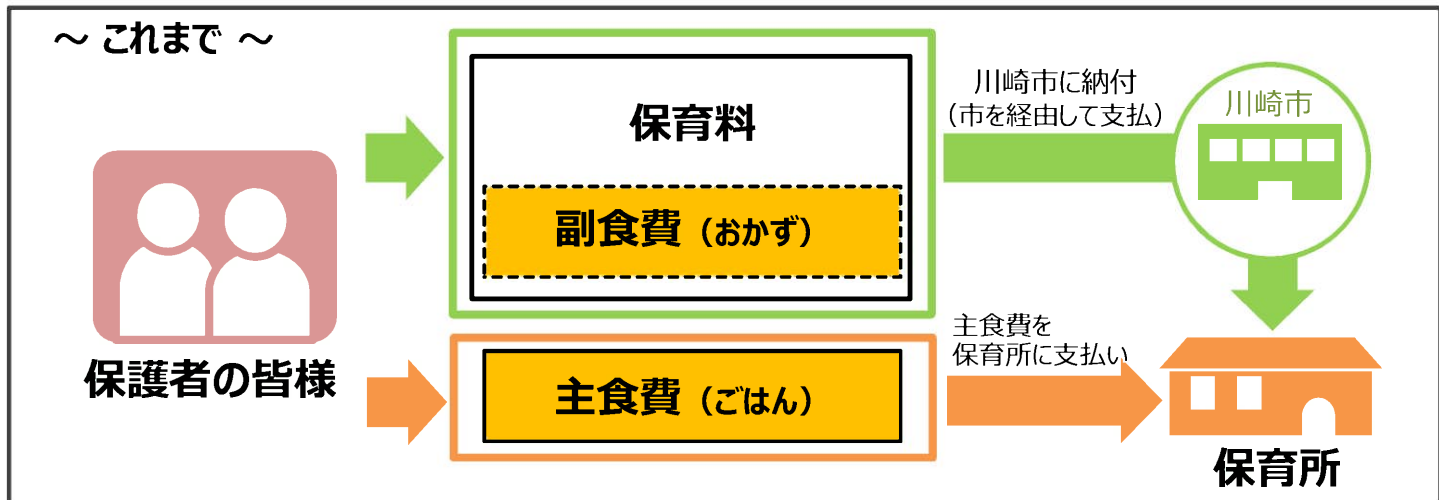 ～ これまで ～
保育料
副食費（おかず）
川崎市に納付
（市を経由して支払）
川崎市
保護者の皆様
主食費（ごはん）
主食費を
保育所に支払い
保育所